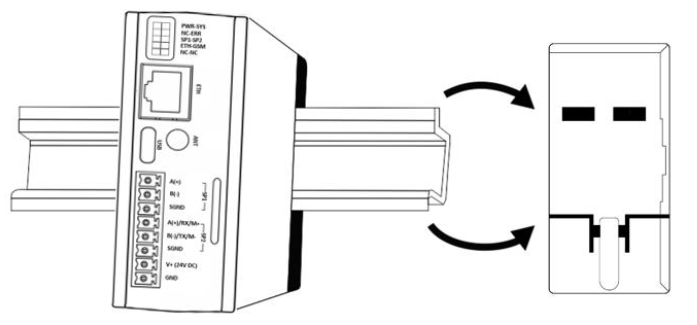 PWR-SYS
NC-ERR
SP1-SP2
ETH-GSM
NC-NC
ETH
USB
ANT
A(+)
B(-)
SGND
SP1
A(+)/RX/M+
B(-)/TX/M-
SGND
SP2
V+ (24V DC)
GND